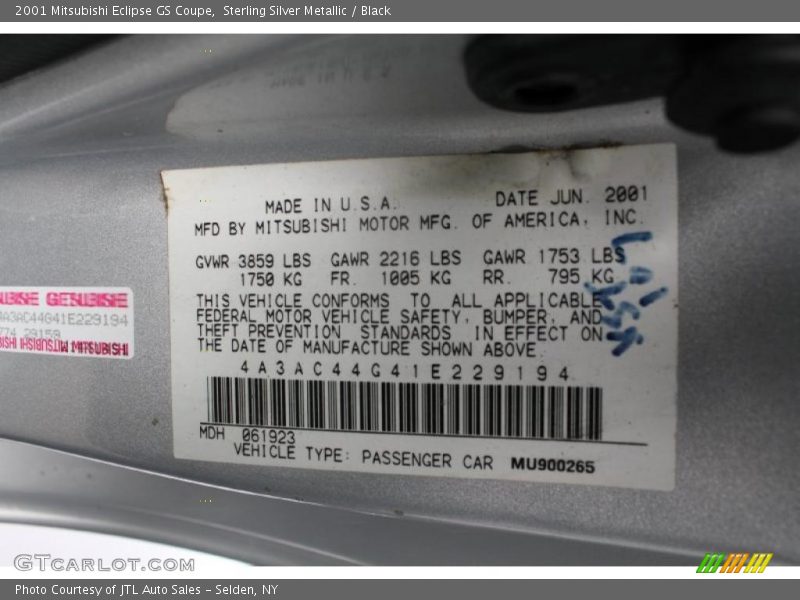 2001 Mitsubishi Eclipse GS Coupe, Sterling Silver Metallic / Black
MADE IN U.S.A. DATE JUN. 2001
MFD BY MITSUBISHI MOTOR MFG. OF AMERICA, INC.
GVWR 3859 LBS GAWR 2216 LBS GAWR 1753 LBS
1750 KG FR. 1005 KG RR. 795 KG
THIS VEHICLE CONFORMS TO ALL APPLICABLE
FEDERAL MOTOR VEHICLE SAFETY, BUMPER, AND
THEFT PREVENTION STANDARDS IN EFFECT ON
THE DATE OF MANUFACTURE SHOWN ABOVE.
4A3AC44G41E229194
MDH 061923
VEHICLE TYPE: PASSENGER CAR MU900265
GENUINE
A3AC44G41E229194
MITSUBISHI
GTcarlot.com
Photo Courtesy of JTL Auto Sales - Selden, NY